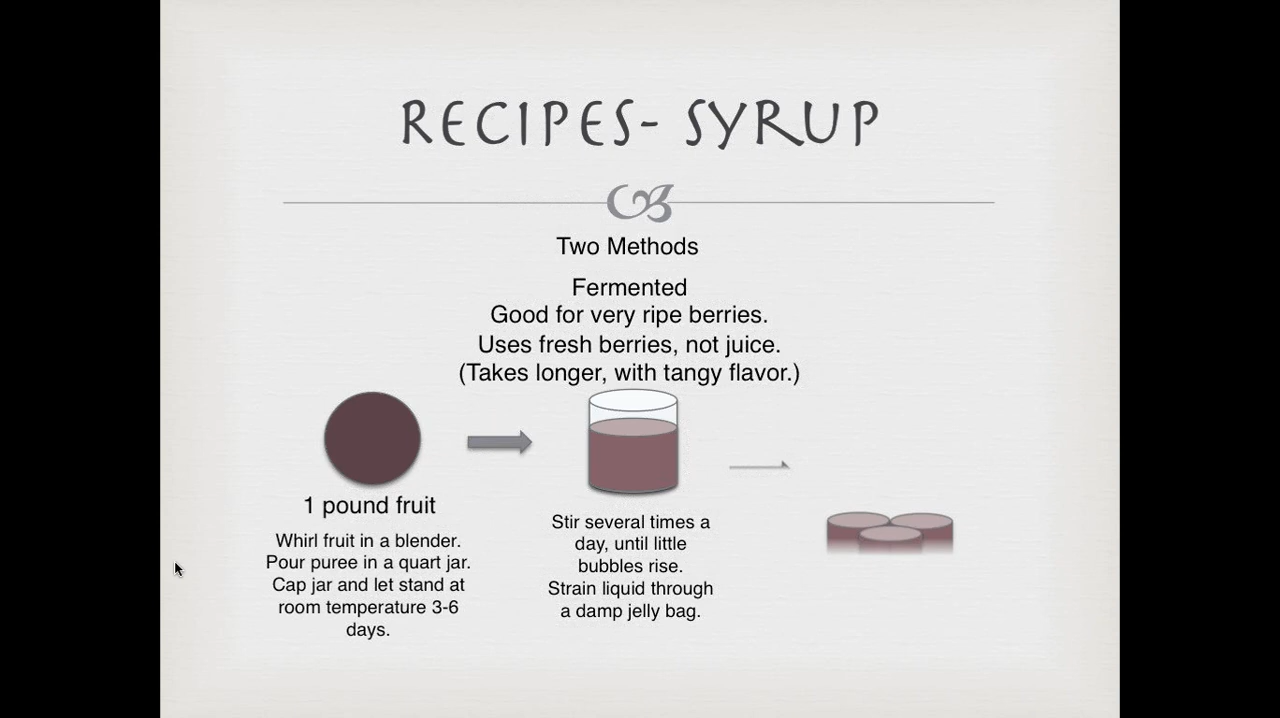 RECIPES- SYRUP
Two Methods
Fermented
Good for very ripe berries.
Uses fresh berries, not juice.
(Takes longer, with tangy flavor.)
1 pound fruit
Whirl fruit in a blender.
Pour puree in a quart jar.
Cap jar and let stand at
room temperature 3-6
days.
Stir several times a
day, until little
bubbles rise.
Strain liquid through
a damp jelly bag.